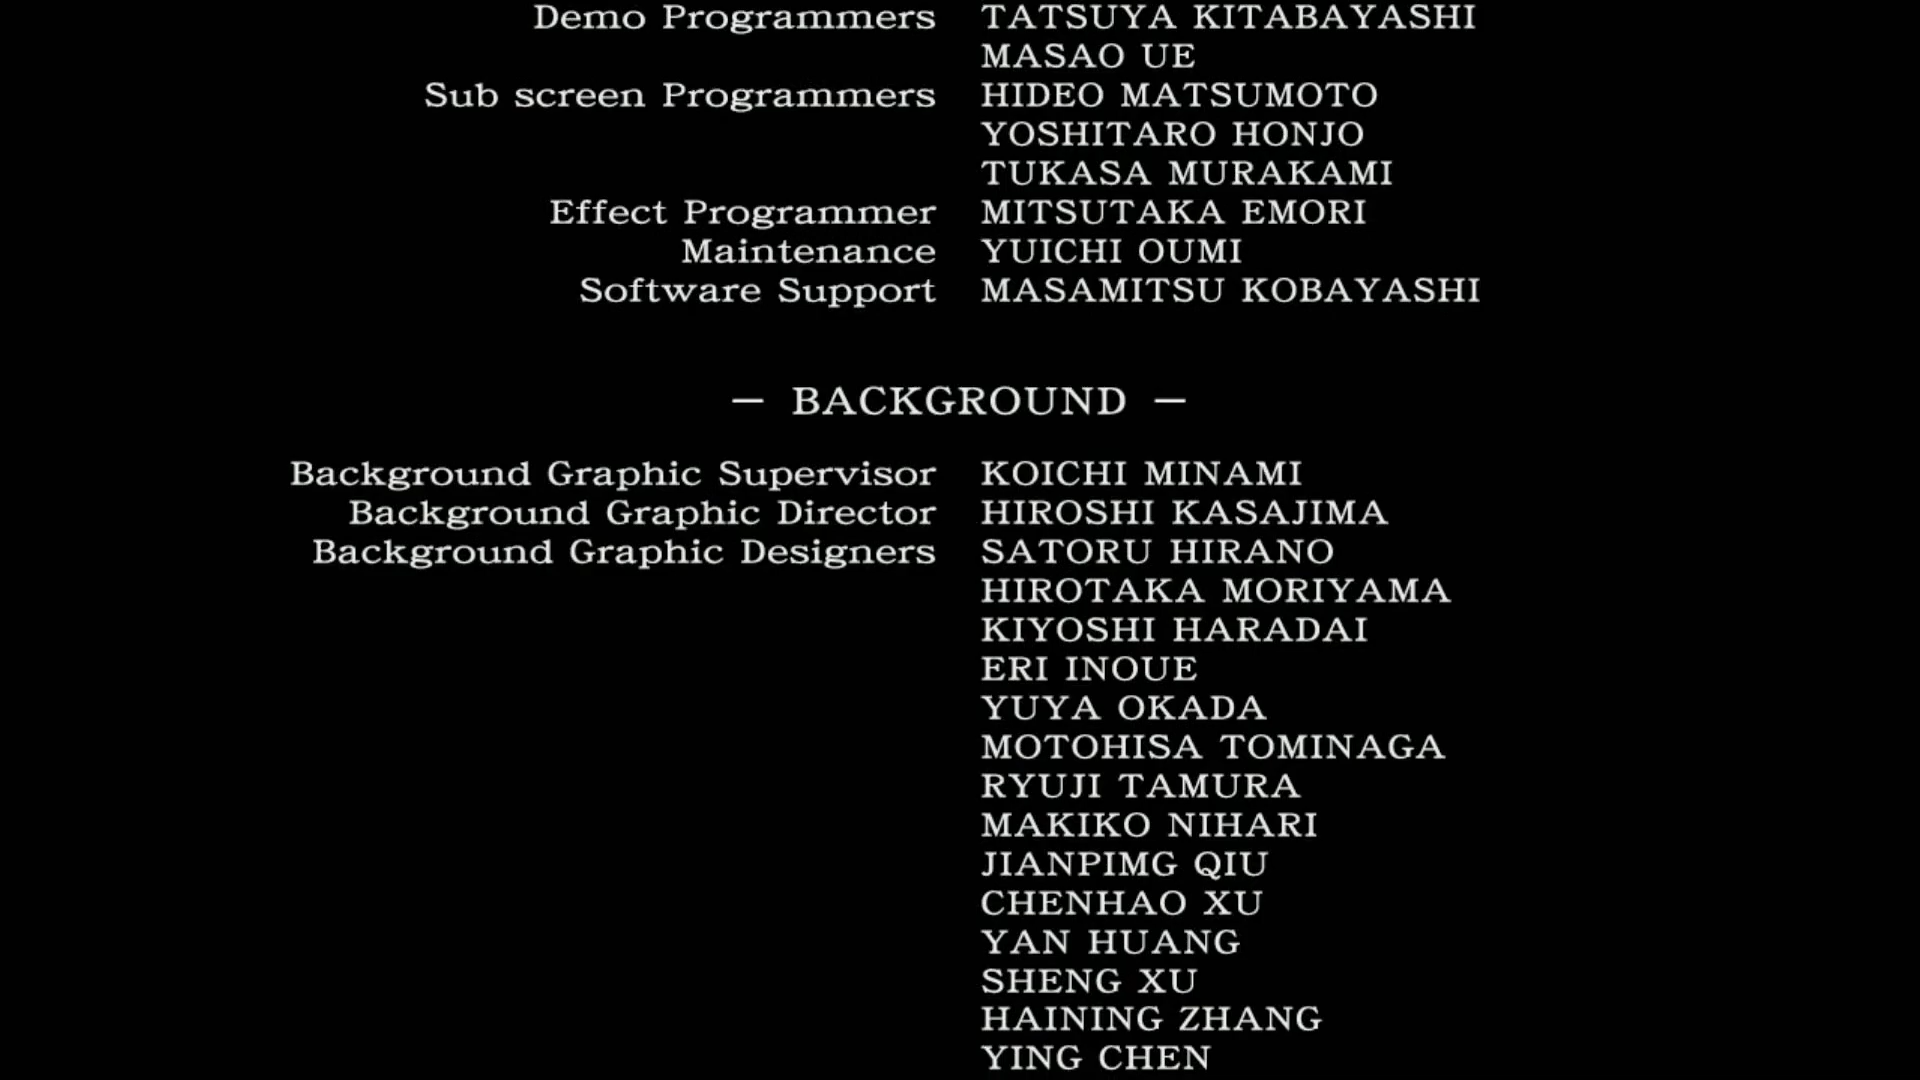 Demo Programmers TATSUYA KITABAYASHI
MASAO UE
Sub screen Programmers HIDEO MATSUMOTO
YOSHITARO HONJO
TUKASA MURAKAMI
Effect Programmer MITSUTAKA EMORI
Maintenance YUICHI OUMI
Software Support MASAMITSU KOBAYASHI
— BACKGROUND —
Background Graphic Supervisor KOICHI MINAMI
Background Graphic Director HIROSHI KASAJIMA
Background Graphic Designers SATORU HIRANO
HIROTAKA MORIYAMA
KIYOSHI HARADAI
ERI INOUE
YUYA OKADA
MOTOHISA TOMINAGA
RYUJI TAMURA
MAKIKO NIHARI
JIANPIMG QIU
CHENHAO XU
YAN HUANG
SHENG XU
HAINING ZHANG
YING CHEN